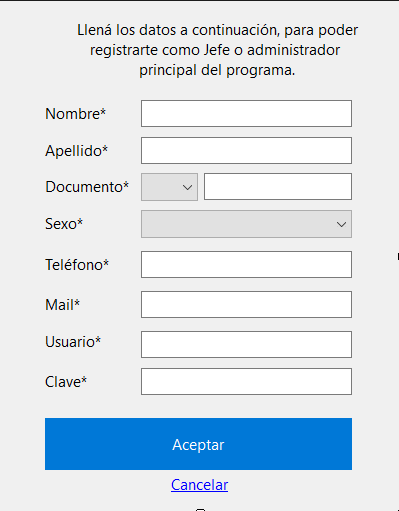 Llená los datos a continuación, para poder
registrarte como Jefe o administrador
principal del programa.
Nombre*
Apellido*
Documento*
Sexo*
Teléfono*
Mail*
Usuario*
Clave*
Aceptar
Cancelar